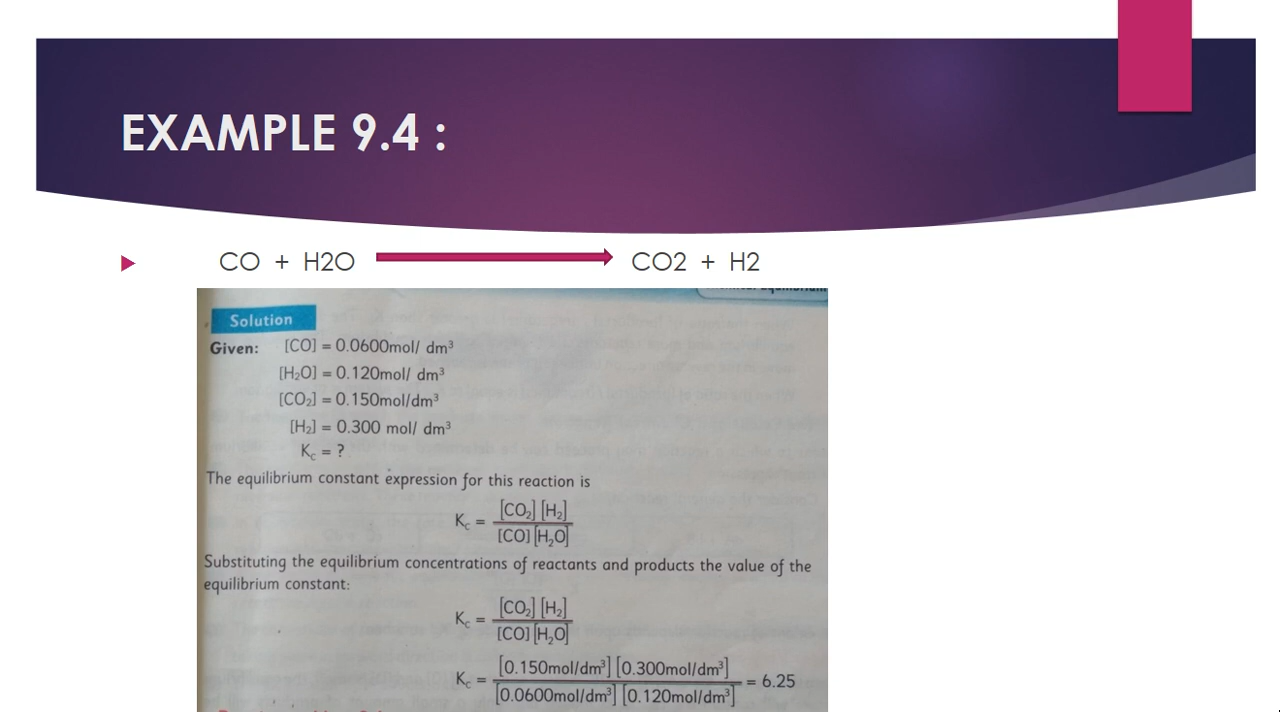 EXAMPLE 9.4 :
CO + H2O CO2 + H2
Solution
Given: [CO] = 0.0600mol/ dm³
[H₂O] = 0.120mol/ dm³
[CO₂] = 0.150mol/dm³
[H₂] = 0.300 mol/ dm³
K꜀ = ?
The equilibrium constant expression for this reaction is
K꜀ = [CO₂] [H₂] / [CO] [H₂O]
Substituting the equilibrium concentrations of reactants and products the value of the
equilibrium constant:
K꜀ = [CO₂] [H₂] / [CO] [H₂O]
K꜀ = [0.150mol/dm³] [0.300mol/dm³] / [0.0600mol/dm³] [0.120mol/dm³] = 6.25